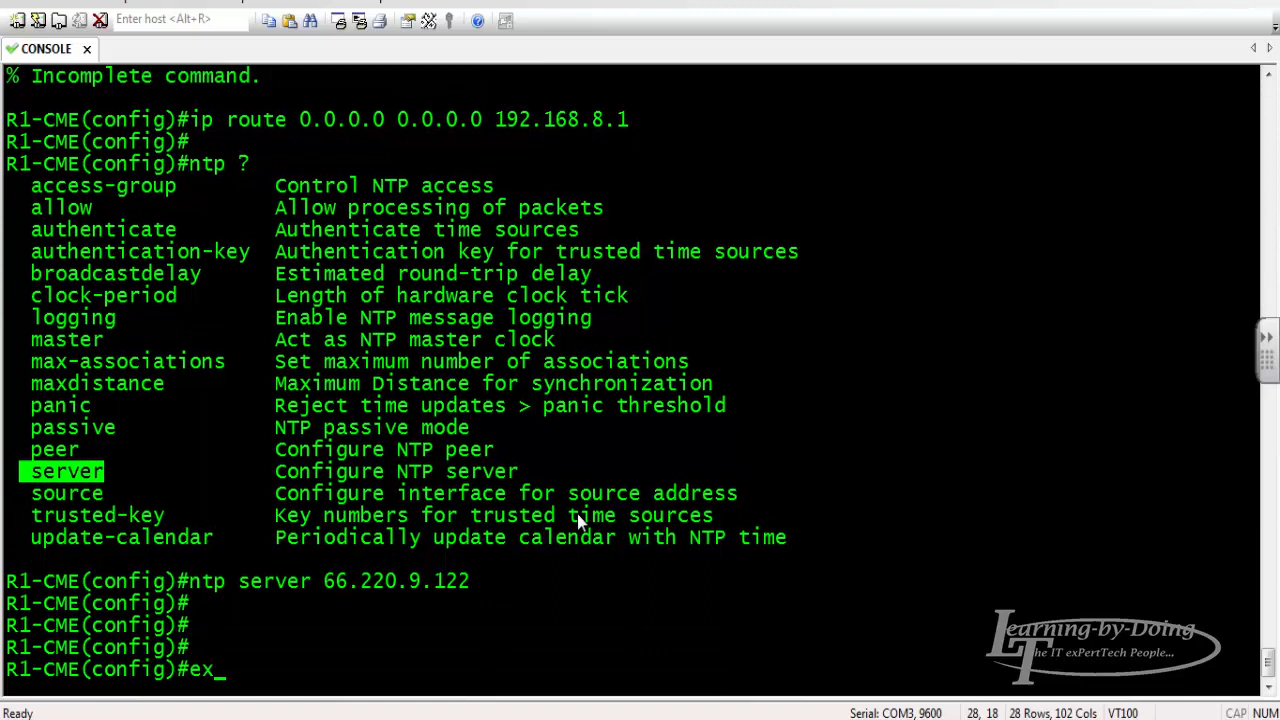 Enter host <Alt+R>
CONSOLE
% Incomplete command.
R1-CME(config)#ip route 0.0.0.0 0.0.0.0 192.168.8.1
R1-CME(config)#
R1-CME(config)#ntp ?
access-group Control NTP access
allow Allow processing of packets
authenticate Authenticate time sources
authentication-key Authentication key for trusted time sources
broadcastdelay Estimated round-trip delay
clock-period Length of hardware clock tick
logging Enable NTP message logging
master Act as NTP master clock
max-associations Set maximum number of associations
maxdistance Maximum Distance for synchronization
panic Reject time updates > panic threshold
passive NTP passive mode
peer Configure NTP peer
server Configure NTP server
source Configure interface for source address
trusted-key Key numbers for trusted time sources
update-calendar Periodically update calendar with NTP time
R1-CME(config)#ntp server 66.220.9.122
R1-CME(config)#
R1-CME(config)#
R1-CME(config)#
R1-CME(config)#ex_
Learning-by-Doing
The IT exPertTech People...
Ready Serial: COM3, 9600 28, 18 28 Rows, 102 Cols VT100 CAP NUM